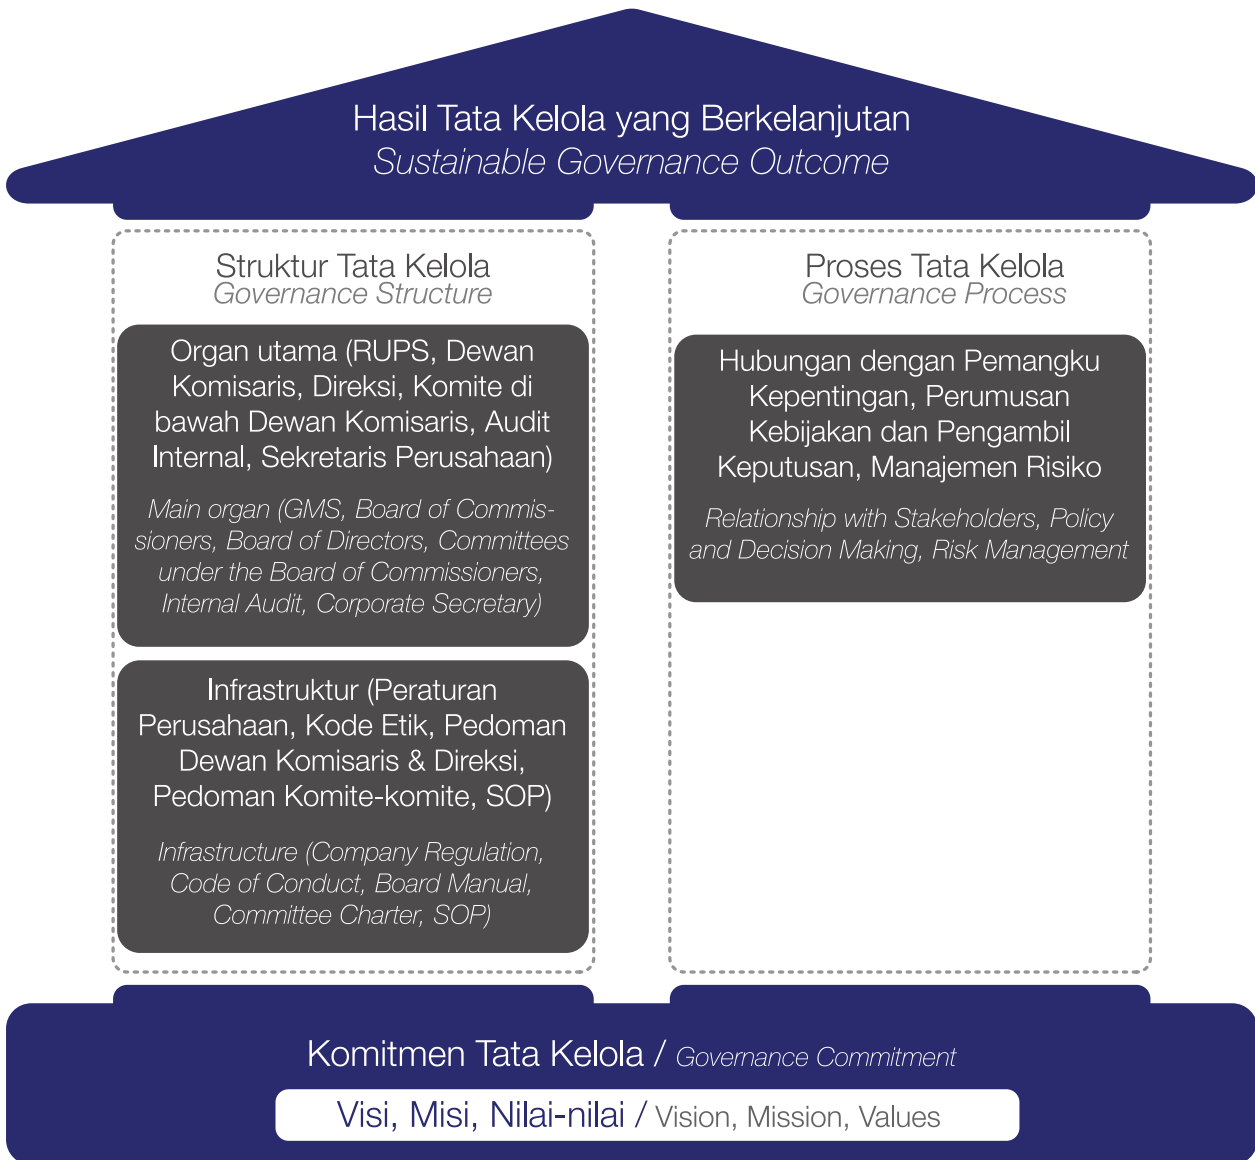 Hasil Tata Kelola yang Berkelanjutan
Sustainable Governance Outcome
Struktur Tata Kelola
Governance Structure
Organ utama (RUPS, Dewan
Komisaris, Direksi, Komite di
bawah Dewan Komisaris, Audit
Internal, Sekretaris Perusahaan)
Main organ (GMS, Board of Commis-
sioners, Board of Directors, Committees
under the Board of Commissioners,
Internal Audit, Corporate Secretary)
Infrastruktur (Peraturan
Perusahaan, Kode Etik, Pedoman
Dewan Komisaris & Direksi,
Pedoman Komite-komite, SOP)
Infrastructure (Company Regulation,
Code of Conduct, Board Manual,
Committee Charter, SOP)
Proses Tata Kelola
Governance Process
Hubungan dengan Pemangku
Kepentingan, Perumusan
Kebijakan dan Pengambil
Keputusan, Manajemen Risiko
Relationship with Stakeholders, Policy
and Decision Making, Risk Management
Komitmen Tata Kelola / Governance Commitment
Visi, Misi, Nilai-nilai / Vision, Mission, Values